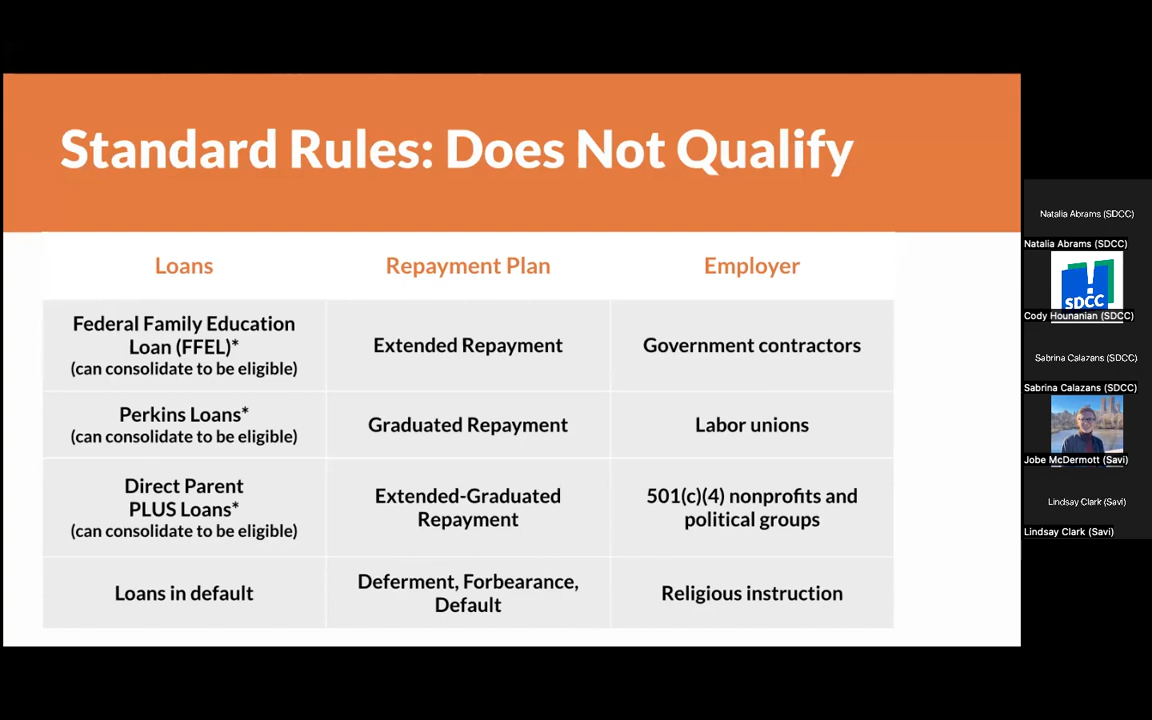 Standard Rules: Does Not Qualify
Loans
Repayment Plan
Employer
Federal Family Education
Loan (FFEL)*
(can consolidate to be eligible)
Extended Repayment
Government contractors
Perkins Loans*
(can consolidate to be eligible)
Graduated Repayment
Labor unions
Direct Parent
PLUS Loans*
(can consolidate to be eligible)
Extended-Graduated
Repayment
501(c)(4) nonprofits and
political groups
Loans in default
Deferment, Forbearance,
Default
Religious instruction
Natalia Abrams (SDCC)
Natalia Abrams (SDCC)
SDCC
Cody Hounanian (SDCC)
Sabrina Calazans (SDCC)
Sabrina Calazans (SDCC)
Jobe McDermott (Savi)
Lindsay Clark (Savi)
Lindsay Clark (Savi)